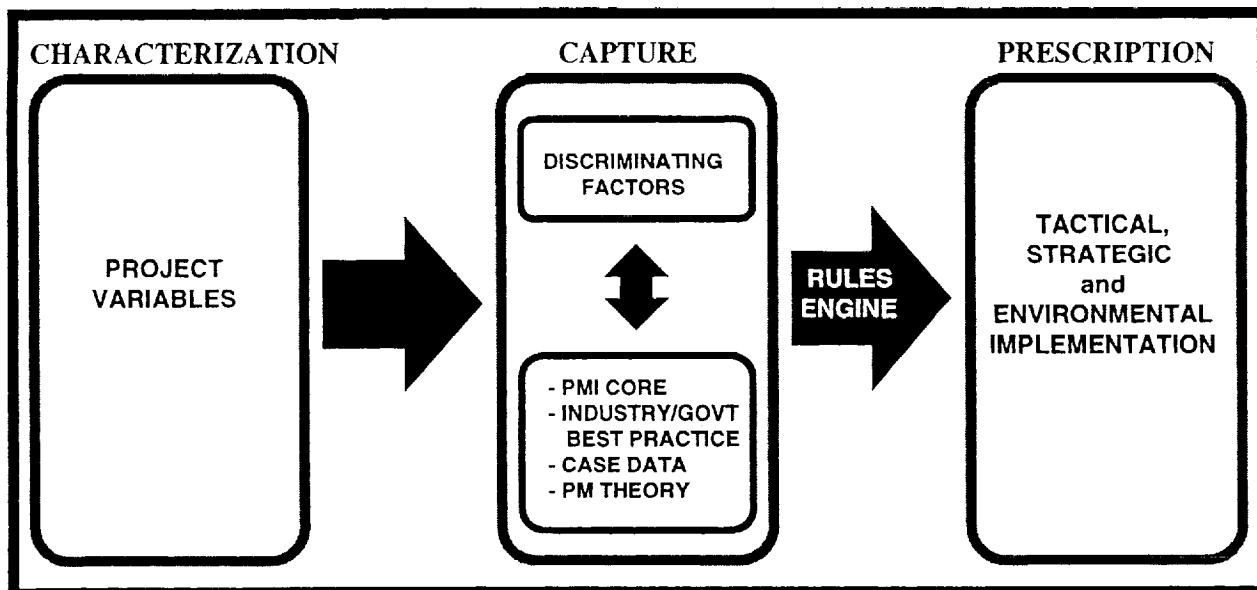 CHARACTERIZATION
PROJECT
VARIABLES
CAPTURE
DISCRIMINATING
FACTORS
- PMI CORE
- INDUSTRY/GOVT
BEST PRACTICE
- CASE DATA
- PM THEORY
RULES
ENGINE
PRESCRIPTION
TACTICAL,
STRATEGIC
and
ENVIRONMENTAL
IMPLEMENTATION